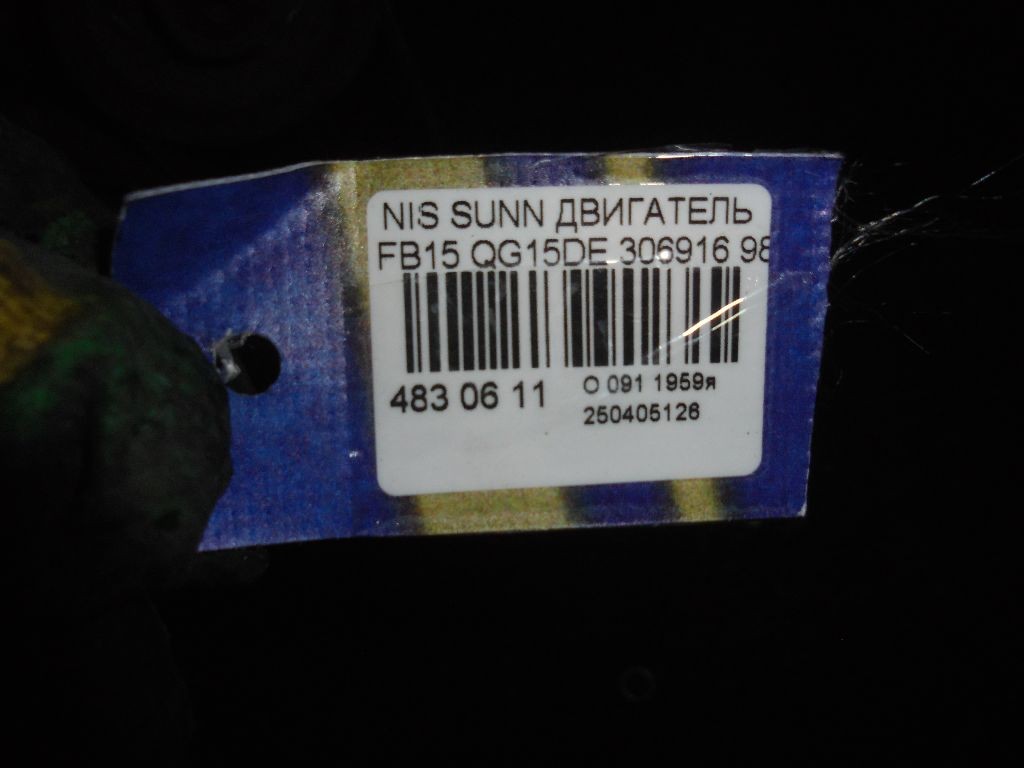 NIS SUNN ДВИГАТЕЛЬ
FB15 QG15DE 306916 98
483 06 11
О 091 1959я
250405126